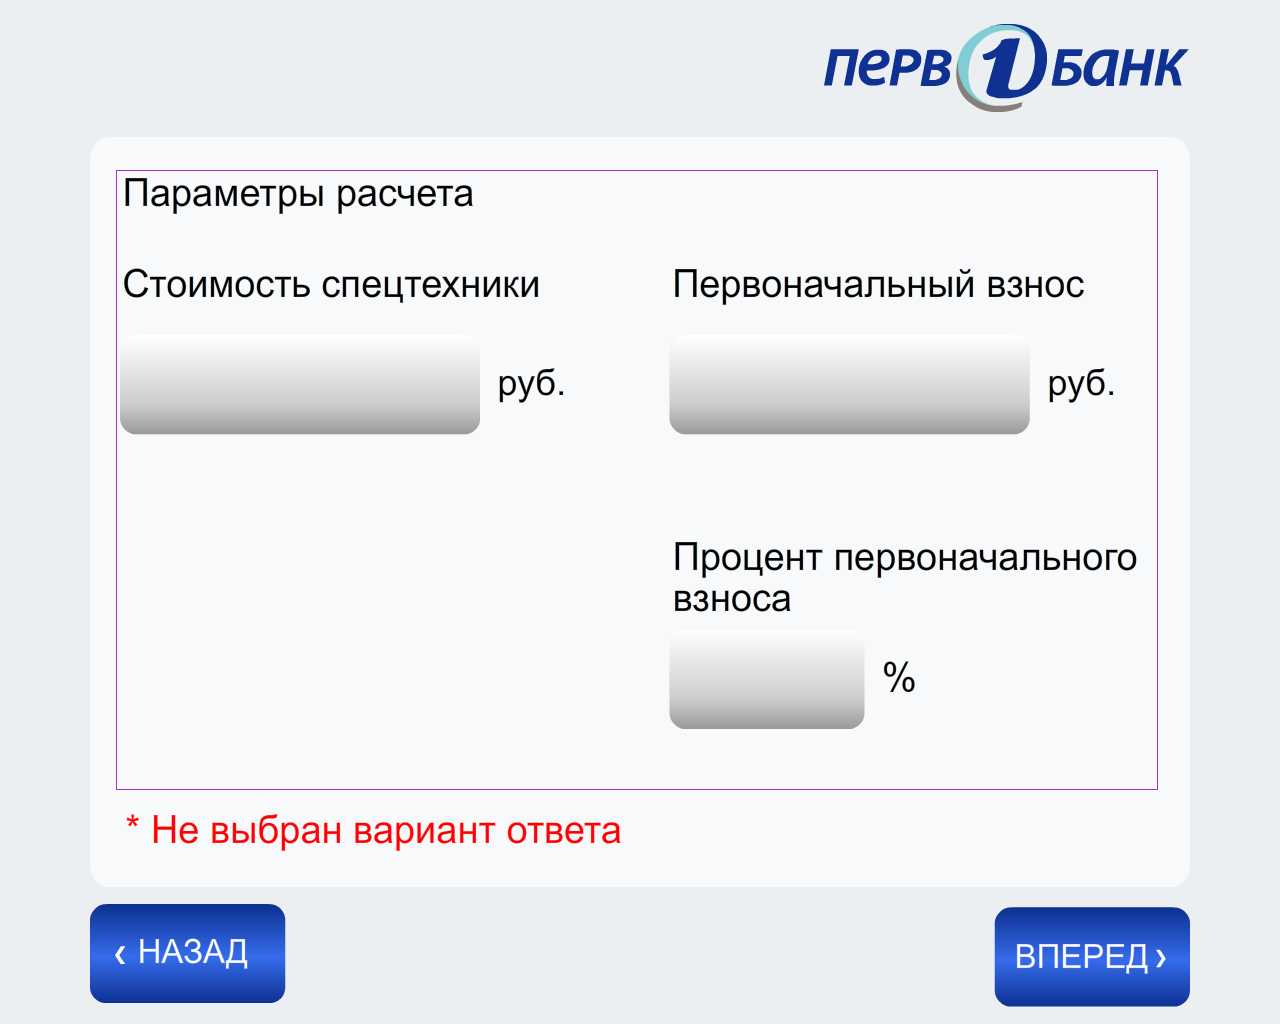 ПЕРВ1БАНК
Параметры расчета
Стоимость спецтехники
Первоначальный взнос
руб.
руб.
Процент первоначального
взноса
%
* Не выбран вариант ответа
‹ НАЗАД
ВПЕРЕД ›